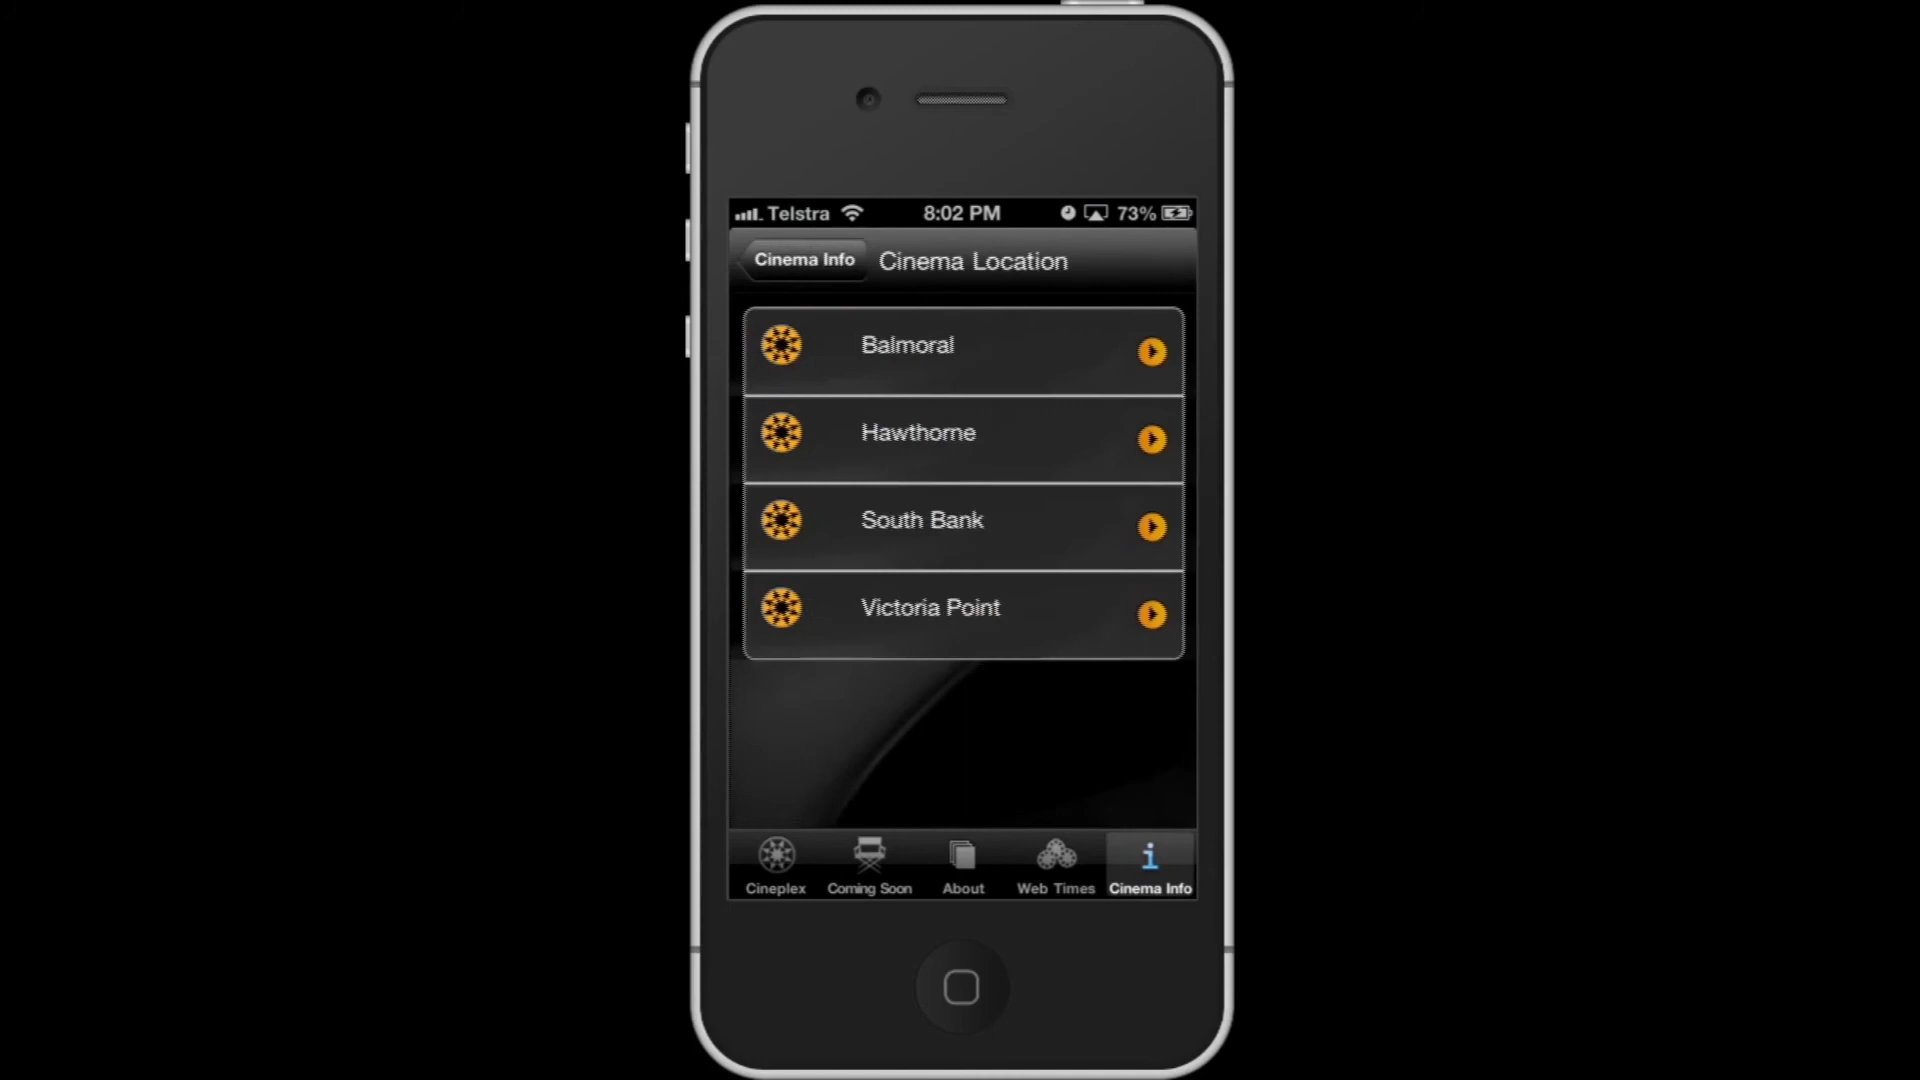 Telstra 8:02 PM 73%
Cinema Info Cinema Location
Balmoral
Hawthorne
South Bank
Victoria Point
Cineplex Coming Soon About Web Times Cinema Info